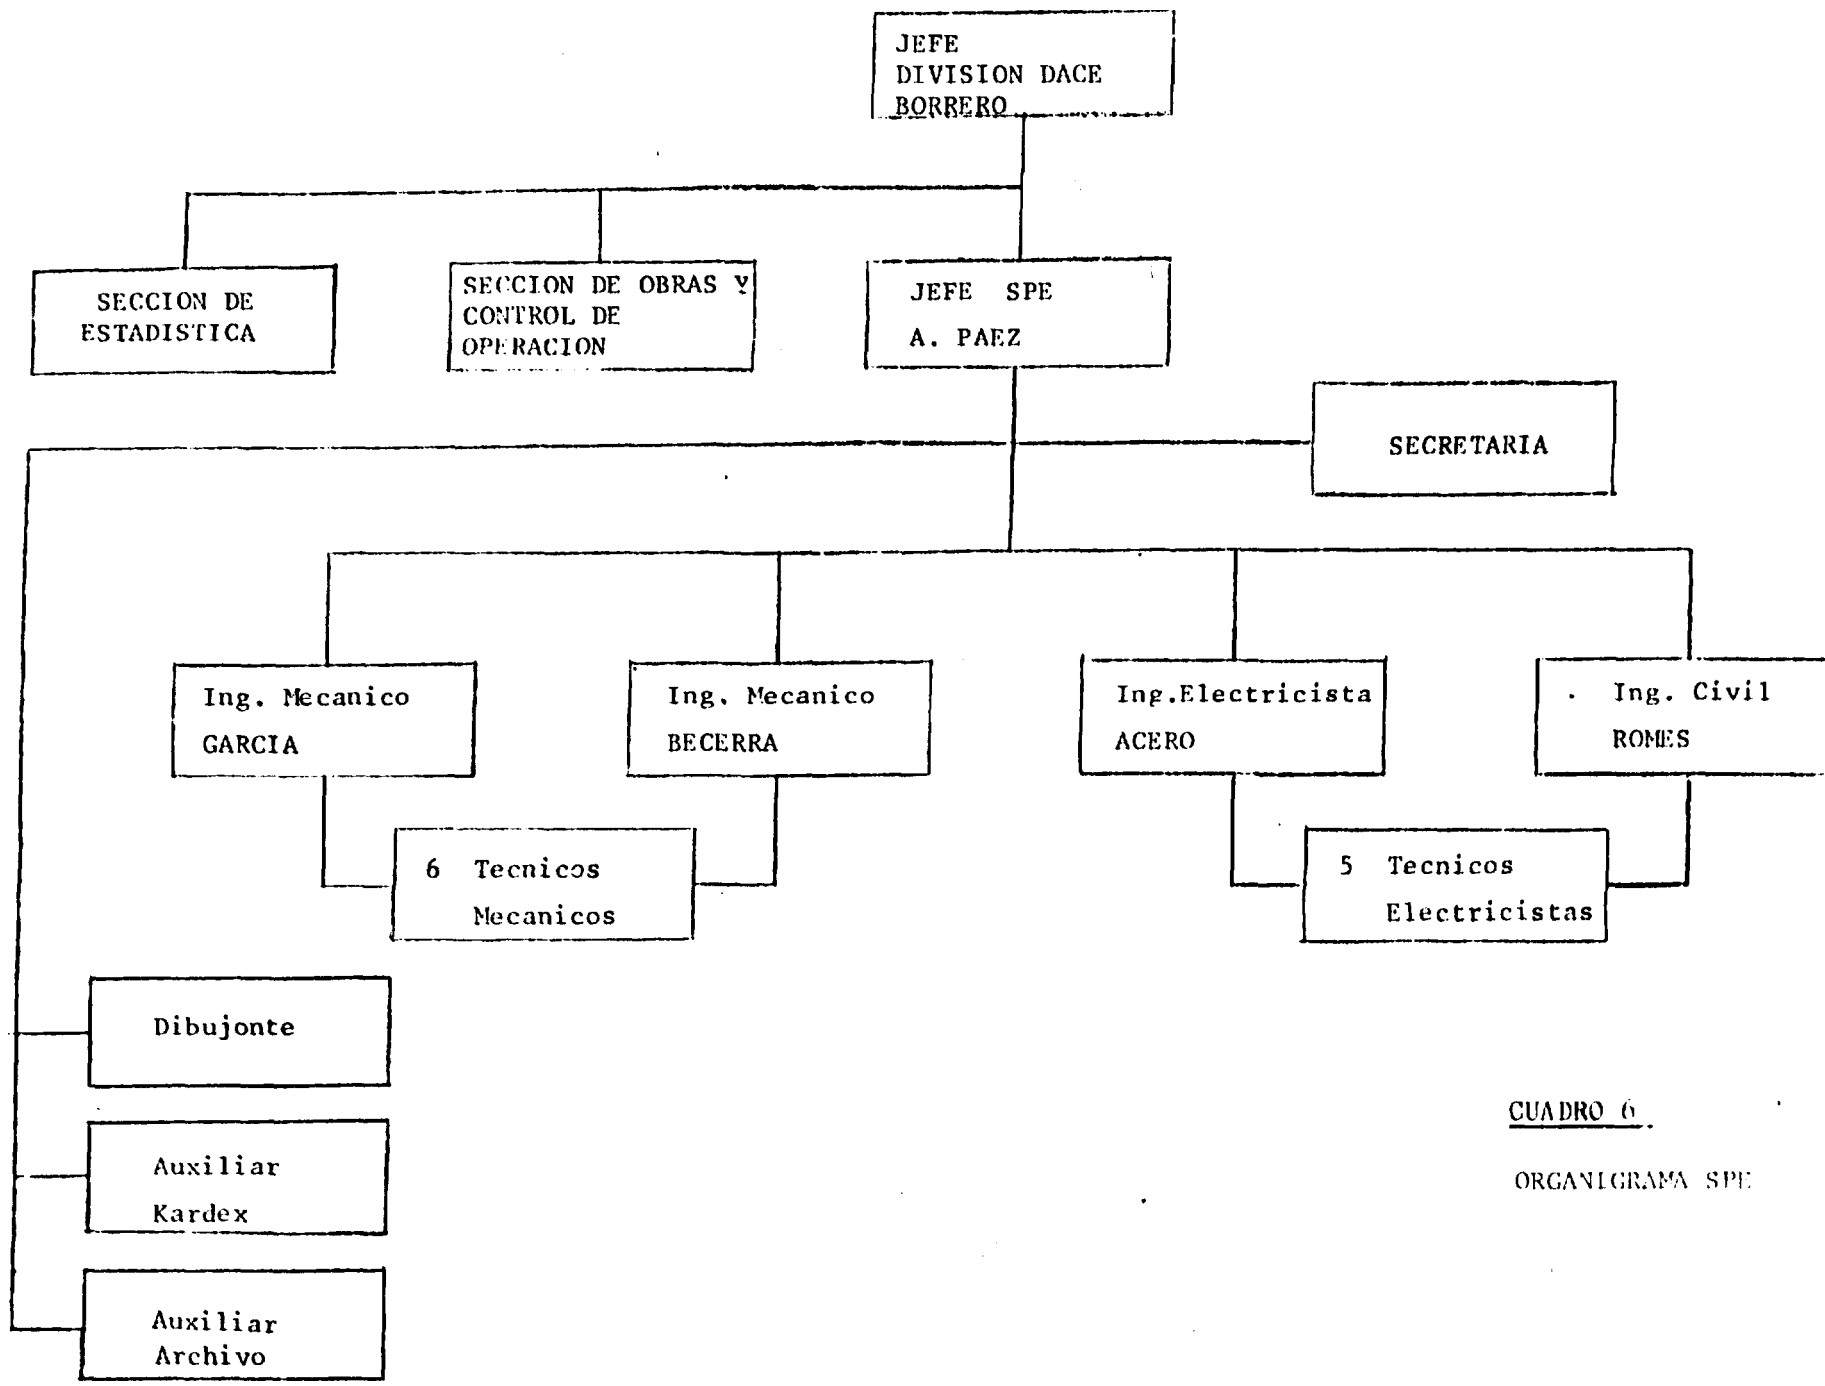 JEFE
DIVISION DACE
BORRERO
SECCION DE
ESTADISTICA
SECCION DE OBRAS Y
CONTROL DE
OPERACION
JEFE SPE
A. PAEZ
SECRETARIA
Ing. Mecanico
GARCIA
Ing. Mecanico
BECERRA
Ing.Electricista
ACERO
Ing. Civil
ROMES
6 Tecnicos
Mecanicos
5 Tecnicos
Electricistas
Dibujonte
Auxiliar
Kardex
Auxiliar
Archivo
CUADRO 6
ORGANIGRAMA SPE